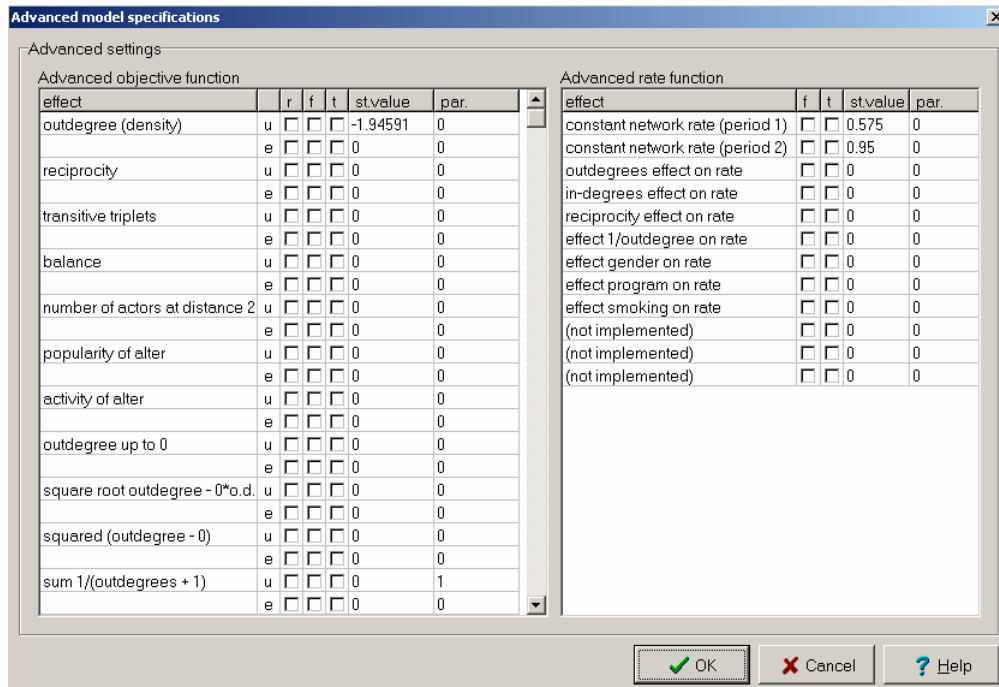 Advanced model specifications
Advanced settings
Advanced objective function
effect r f t st.value par.
outdegree (density) u -1.94591 0
e 0 0
reciprocity u 0 0
e 0 0
transitive triplets u 0 0
e 0 0
balance u 0 0
e 0 0
number of actors at distance 2 u 0 0
e 0 0
popularity of alter u 0 0
e 0 0
activity of alter u 0 0
e 0 0
outdegree up to 0 u 0 0
e 0 0
square root outdegree - 0*o.d. u 0 0
e 0 0
squared (outdegree - 0) u 0 0
e 0 0
sum 1/(outdegrees + 1) u 0 1
e 0 0
Advanced rate function
effect f t st.value par.
constant network rate (period 1) 0.575 0
constant network rate (period 2) 0.95 0
outdegrees effect on rate 0 0
in-degrees effect on rate 0 0
reciprocity effect on rate 0 0
effect 1/outdegree on rate 0 0
effect gender on rate 0 0
effect program on rate 0 0
effect smoking on rate 0 0
(not implemented) 0 0
(not implemented) 0 0
(not implemented) 0 0
OK
Cancel
Help